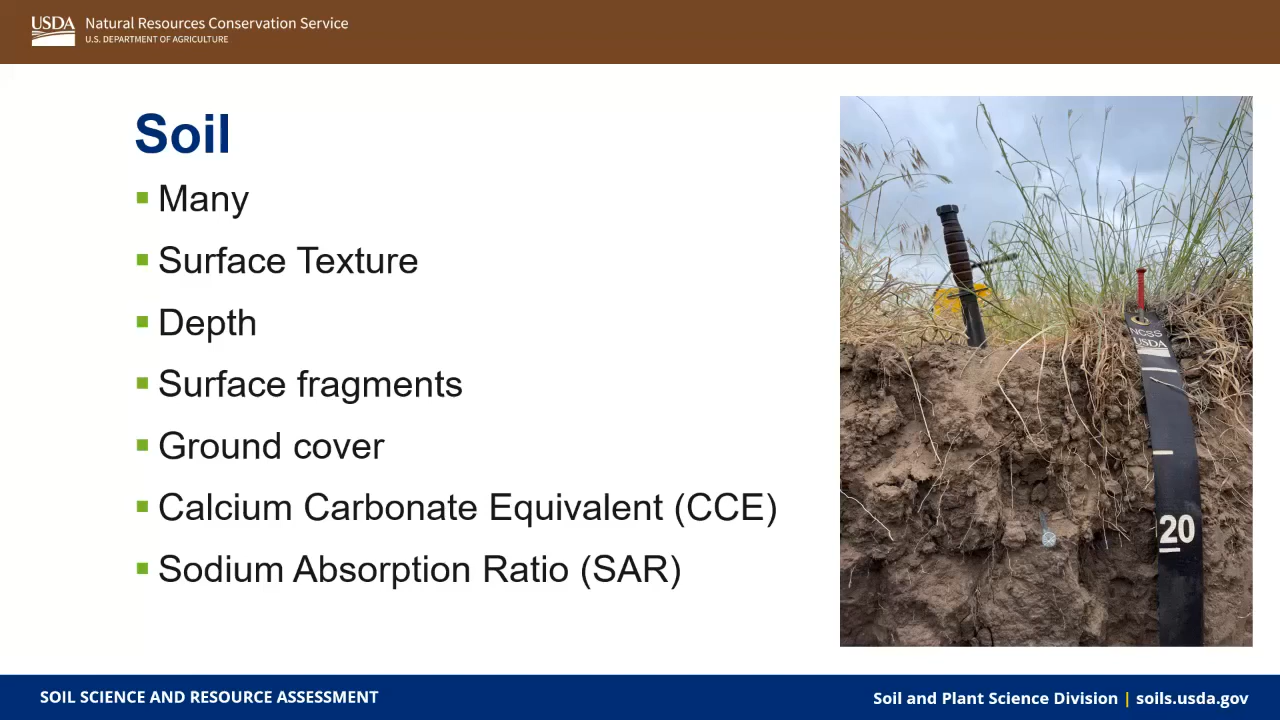 USDA
Natural Resources Conservation Service
U.S. DEPARTMENT OF AGRICULTURE
Soil
Many
Surface Texture
Depth
Surface fragments
Ground cover
Calcium Carbonate Equivalent (CCE)
Sodium Absorption Ratio (SAR)
NCSS
USDA
20
SOIL SCIENCE AND RESOURCE ASSESSMENT
Soil and Plant Science Division | soils.usda.gov